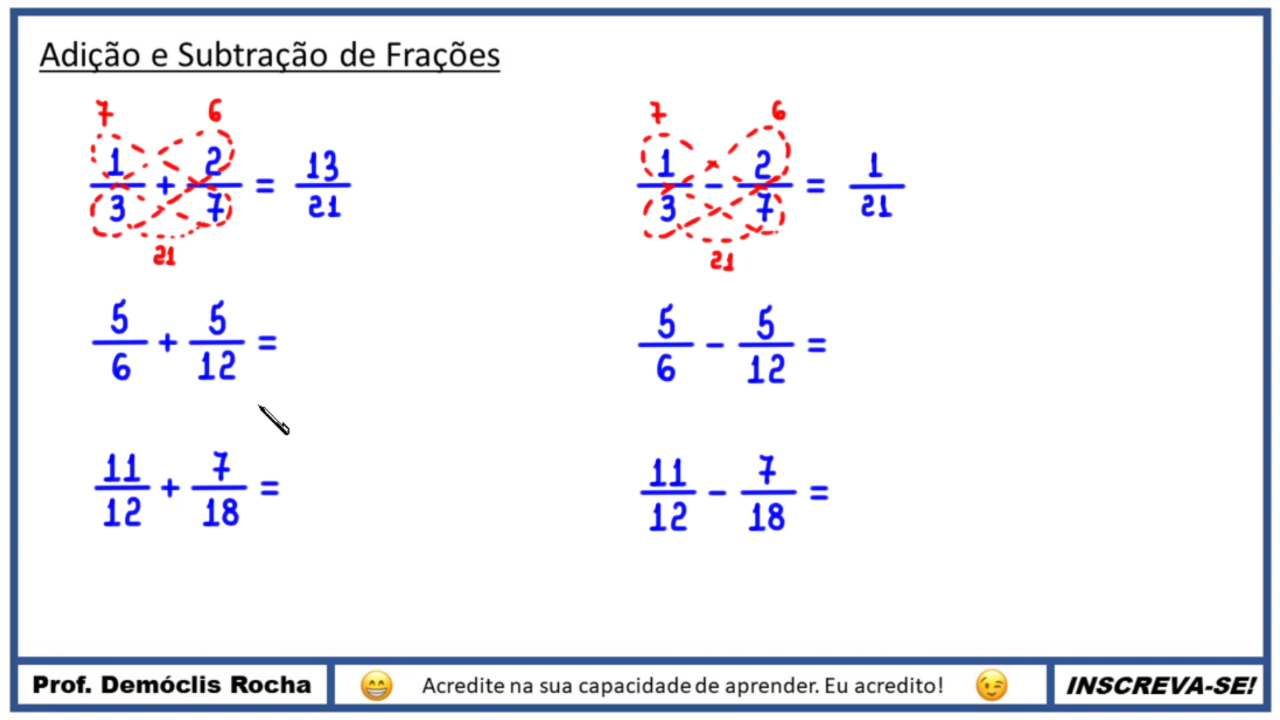 Adição e Subtração de Frações
7 6
1/3 + 2/7 = 13/21
21
7 6
1/3 - 2/7 = 1/21
21
5/6 + 5/12 =
5/6 - 5/12 =
11/12 + 7/18 =
11/12 - 7/18 =
Prof. Demóclis Rocha
Acredite na sua capacidade de aprender. Eu acredito!
INSCREVA-SE!